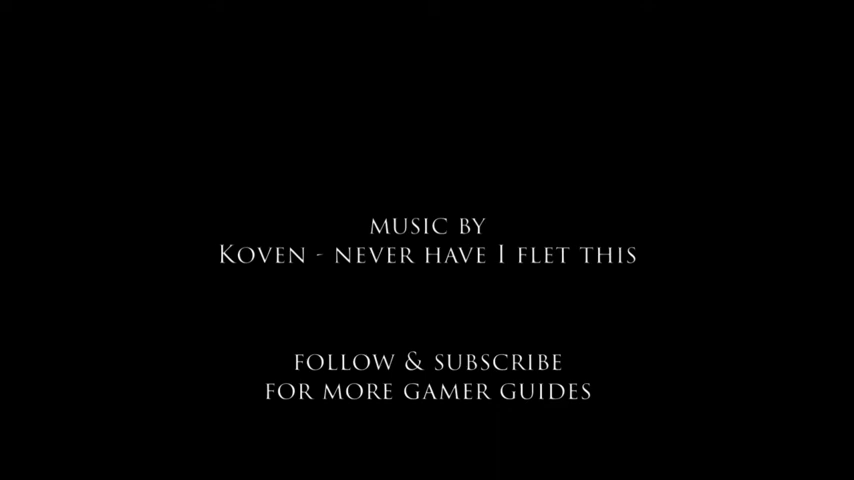 MUSIC BY
KOVEN - NEVER HAVE I FLET THIS
FOLLOW & SUBSCRIBE
FOR MORE GAMER GUIDES